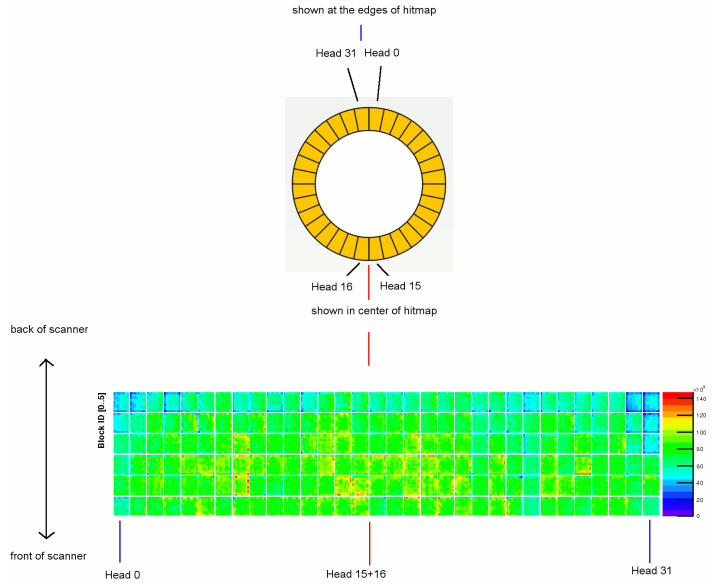 shown at the edges of hitmap
Head 31 Head 0
Head 16 Head 15
shown in center of hitmap
back of scanner
Block ID [0..5]
×10⁶
140
120
100
80
60
40
20
0
front of scanner
Head 0
Head 15+16
Head 31